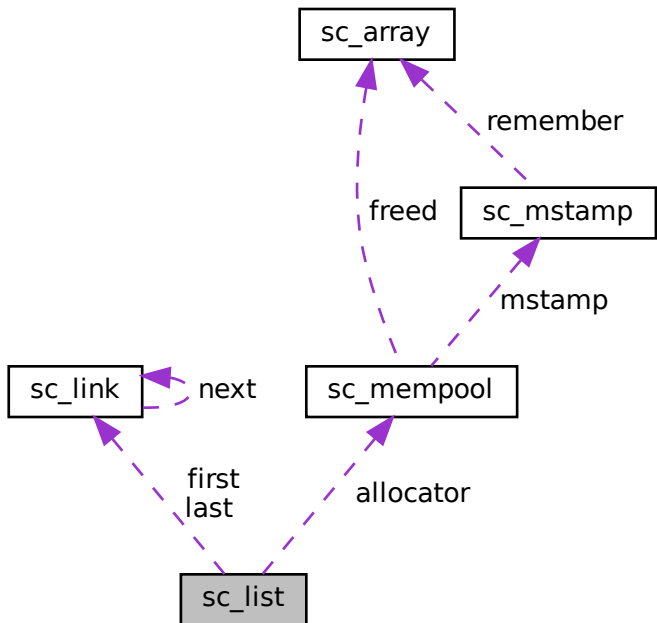 sc_array
remember
freed
sc_mstamp
mstamp
sc_link
next
sc_mempool
first
last
allocator
sc_list